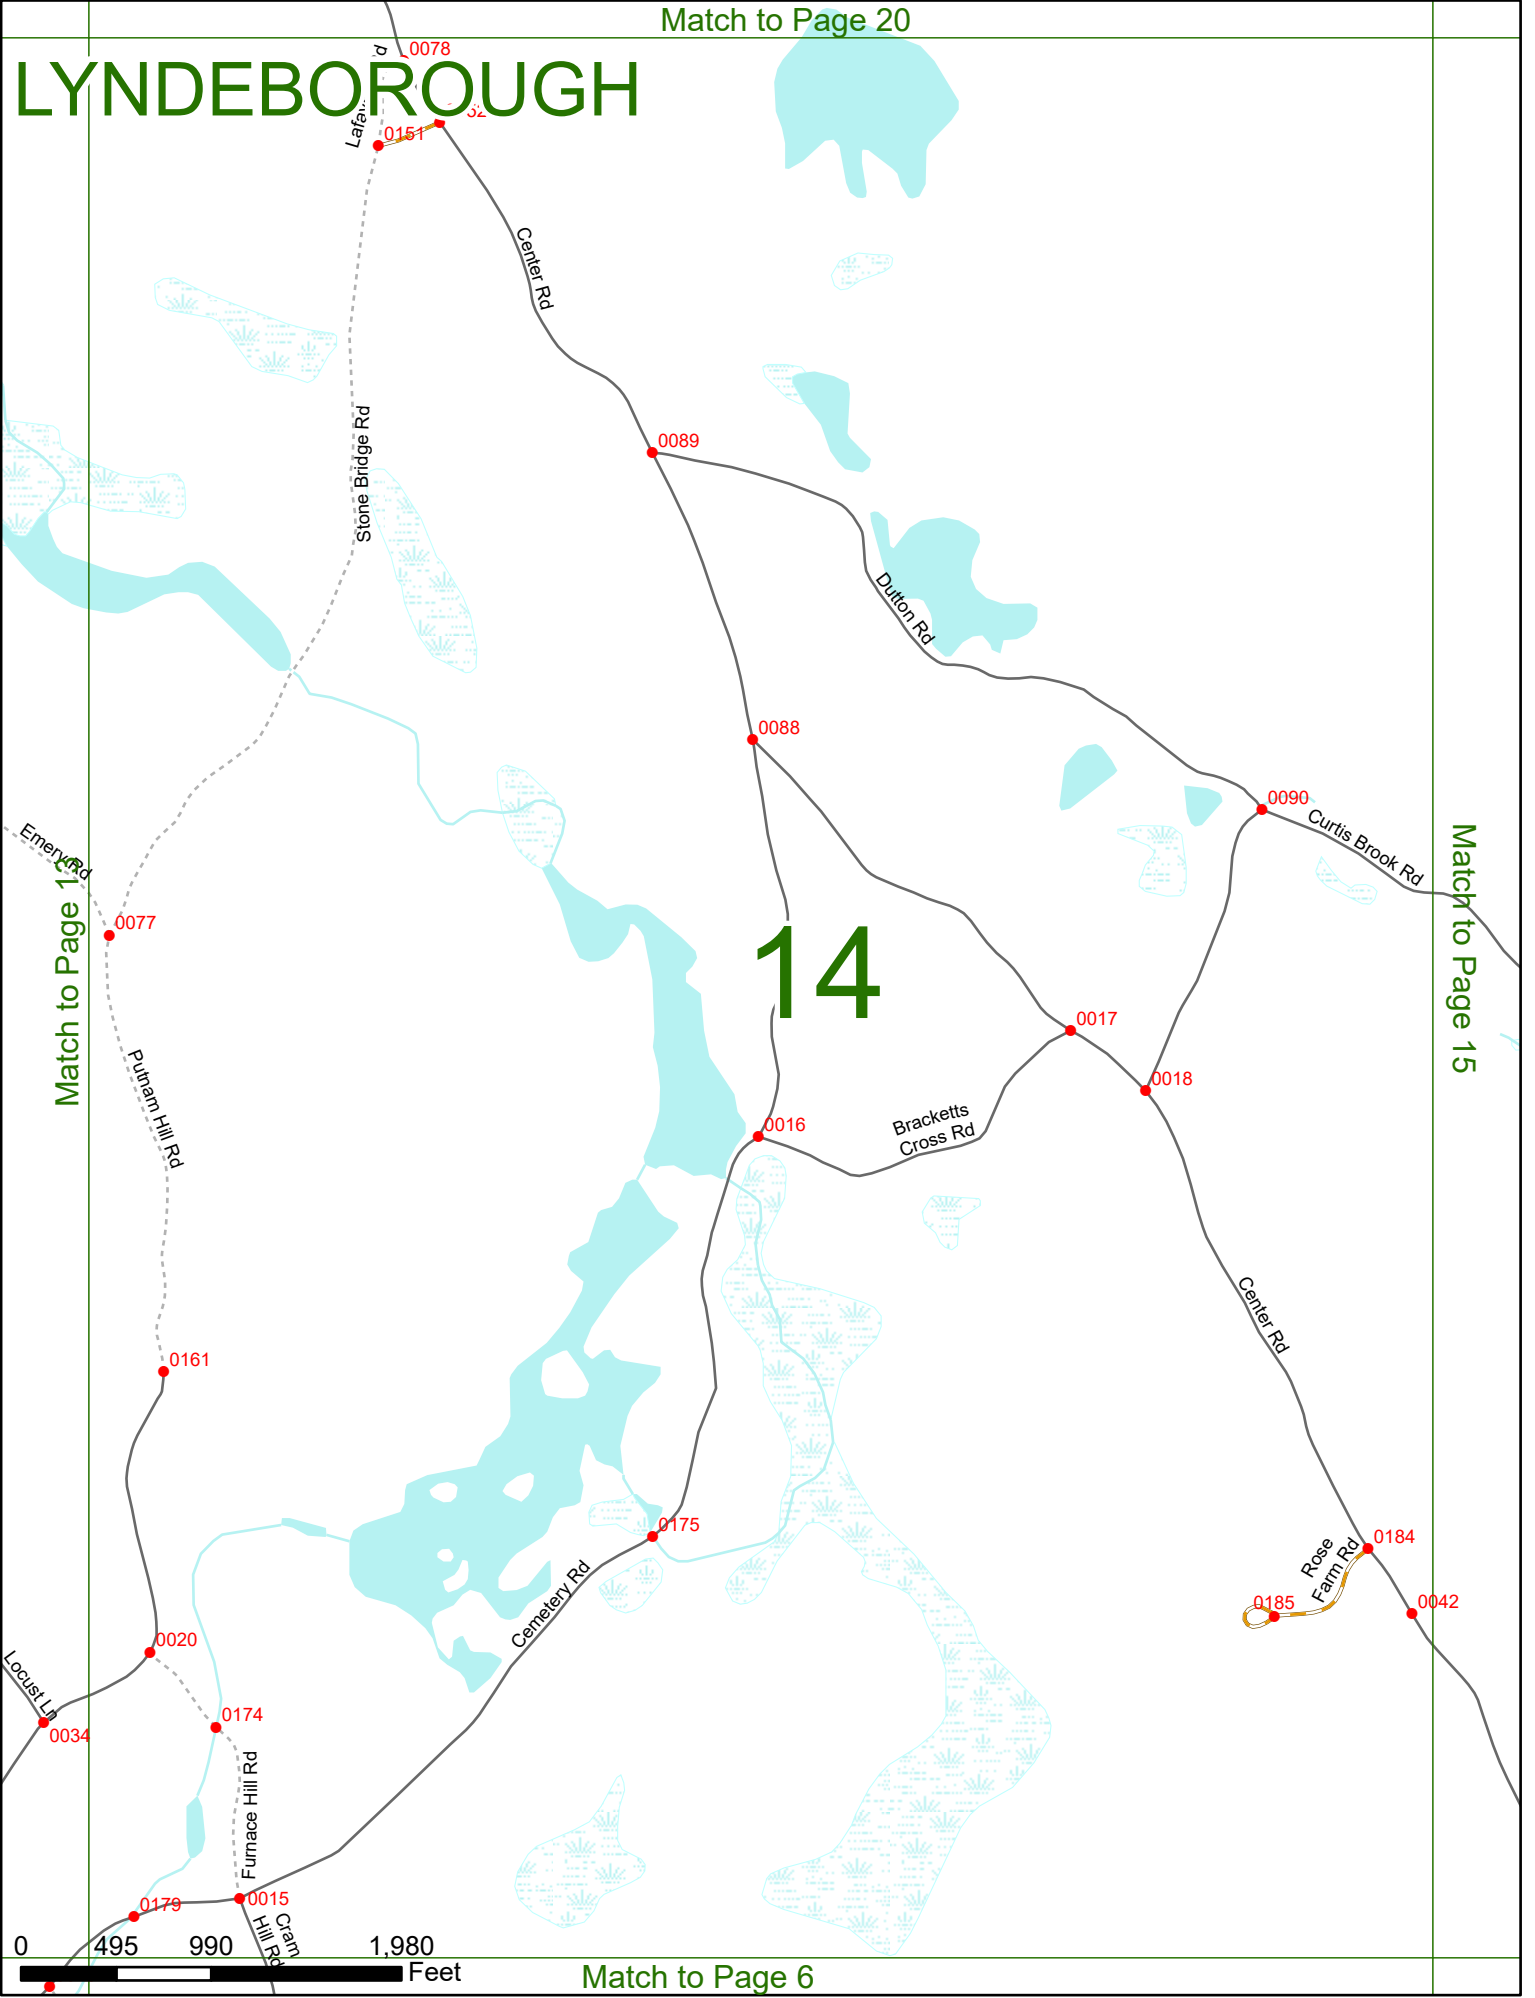 Match to Page 20
0078
LYNDEBOROUGH
0151
Center Rd
Stone Bridge Rd
0089
Dutton Rd
0088
0090
Curtis Brook Rd
Emery Rd
Match to Page 13
0077
14
Match to Page 15
0017
0018
Putnam Hill Rd
0016
Bracketts
Cross Rd
Center Rd
0161
0175
0184
Rose
Farm Rd
0185
0042
Cemetery Rd
0020
Locust Ln
0034
0174
Furnace Hill Rd
0015
0179
Cram
Hill Rd
0 495 990 1,980
Feet
Match to Page 6